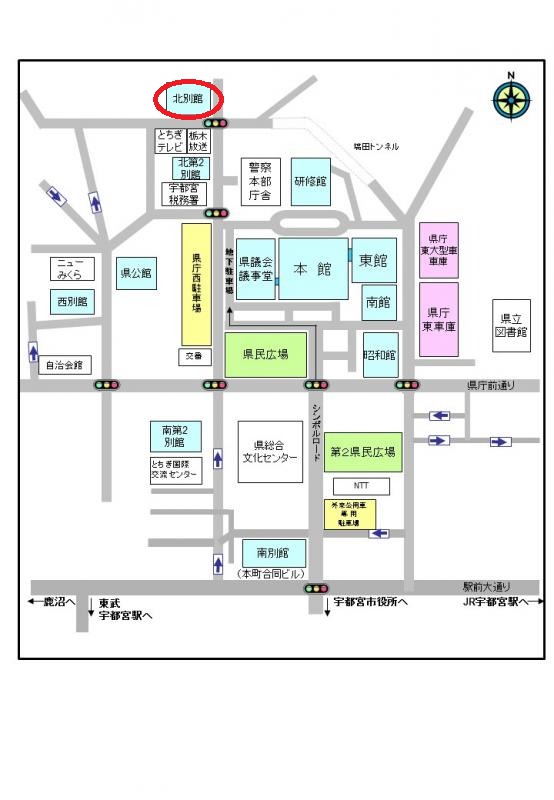 N
北別館
とちぎ
テレビ
栃木
放送
塙田トンネル
北第2
別館
警察
本部
庁舎
研修館
宇都宮
税務署
県庁西駐車場
地下駐車場
県議会
議事堂
本館
東館
県庁
東大型車
車庫
ニュー
みくら
県公館
西別館
南館
県庁
東車庫
県立
図書館
交番
県民広場
昭和館
自治会館
県庁前通り
シンボルロード
南第2
別館
県総合
文化センター
第2県民広場
とちぎ国際
交流センター
NTT
外来公用車
専用
駐車場
南別館
(本町合同ビル)
駅前大通り
鹿沼へ
東武
宇都宮駅へ
宇都宮市役所へ
JR宇都宮駅へ